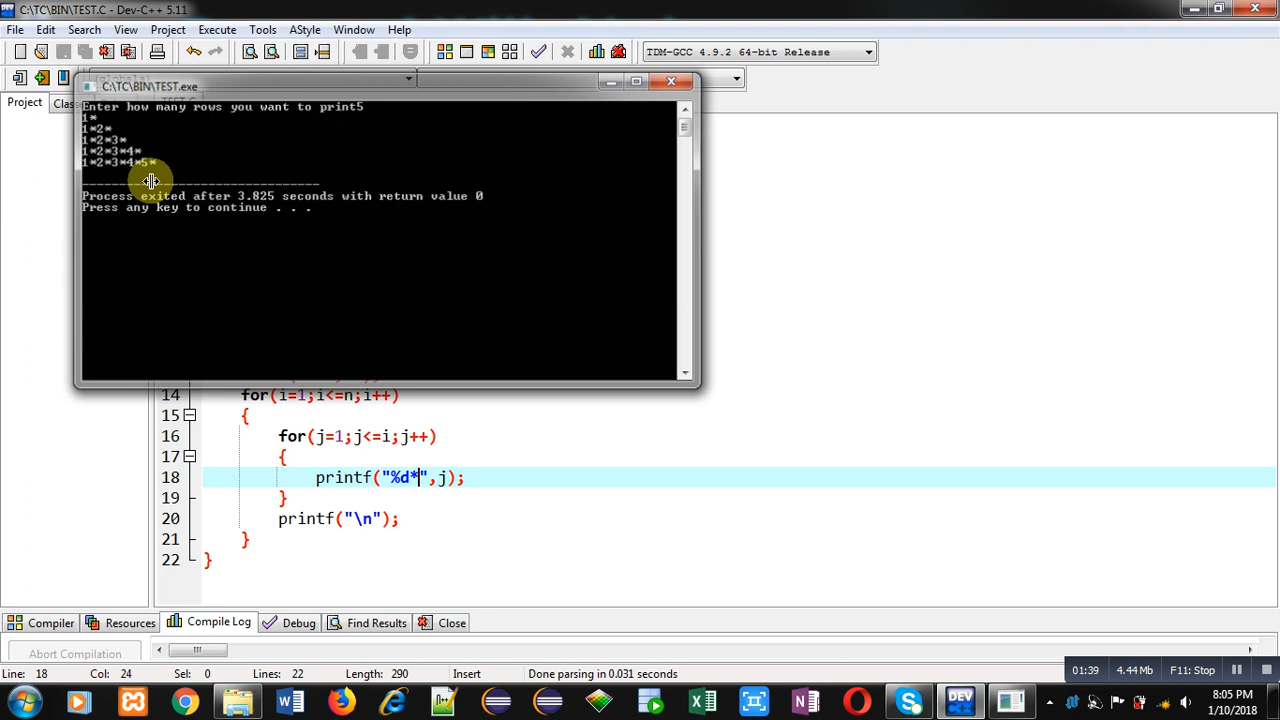 C:\TC\BIN\TEST.C - Dev-C++ 5.11
File Edit Search View Project Execute Tools AStyle Window Help
TDM-GCC 4.9.2 64-bit Release
Project
C:\TC\BIN\TEST.exe
Enter how many rows you want to print5
1*
1*2*
1*2*3*
1*2*3*4*
1*2*3*4*5*
--------------------------------
Process exited after 3.825 seconds with return value 0
Press any key to continue . . .
14 for(i=1;i<=n;i++)
15 {
16 for(j=1;j<=i;j++)
17 {
18 printf("%d*",j);
19 }
20 printf("\n");
21 }
22 }
Compiler Resources Compile Log Debug Find Results Close
Abort Compilation
Line: 18 Col: 24 Sel: 0 Lines: 22 Length: 290 Insert Done parsing in 0.031 seconds
01:39 4.44 Mb F11: Stop
8:05 PM
1/10/2018